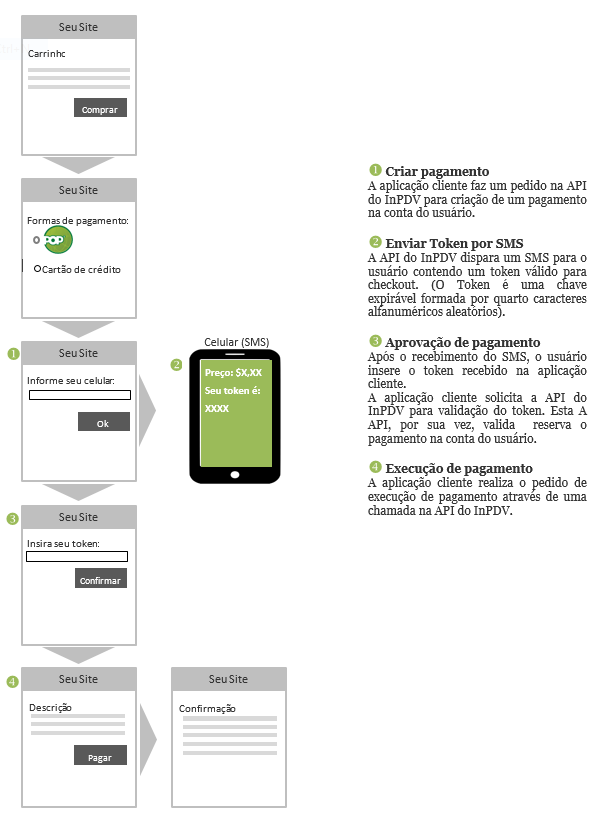 Seu Site
Carrinho
Comprar
Seu Site
Formas de pagamento:
POP
Cartão de crédito
1
Seu Site
Informe seu celular:
Ok
Celular (SMS)
2
Preço: $X,XX
Seu token é:
XXXX
3
Seu Site
Insira seu token:
Confirmar
4
Seu Site
Descrição
Pagar
Seu Site
Confirmação
1 Criar pagamento
A aplicação cliente faz um pedido na API
do InPDV para criação de um pagamento
na conta do usuário.
2 Enviar Token por SMS
A API do InPDV dispara um SMS para o
usuário contendo um token válido para
checkout. (O Token é uma chave
expirável formada por quarto caracteres
alfanuméricos aleatórios).
3 Aprovação de pagamento
Após o recebimento do SMS, o usuário
insere o token recebido na aplicação
cliente.
A aplicação cliente solicita a API do
InPDV para validação do token. Esta A
API, por sua vez, valida reserva o
pagamento na conta do usuário.
4 Execução de pagamento
A aplicação cliente realiza o pedido de
execução de pagamento através de uma
chamada na API do InPDV.